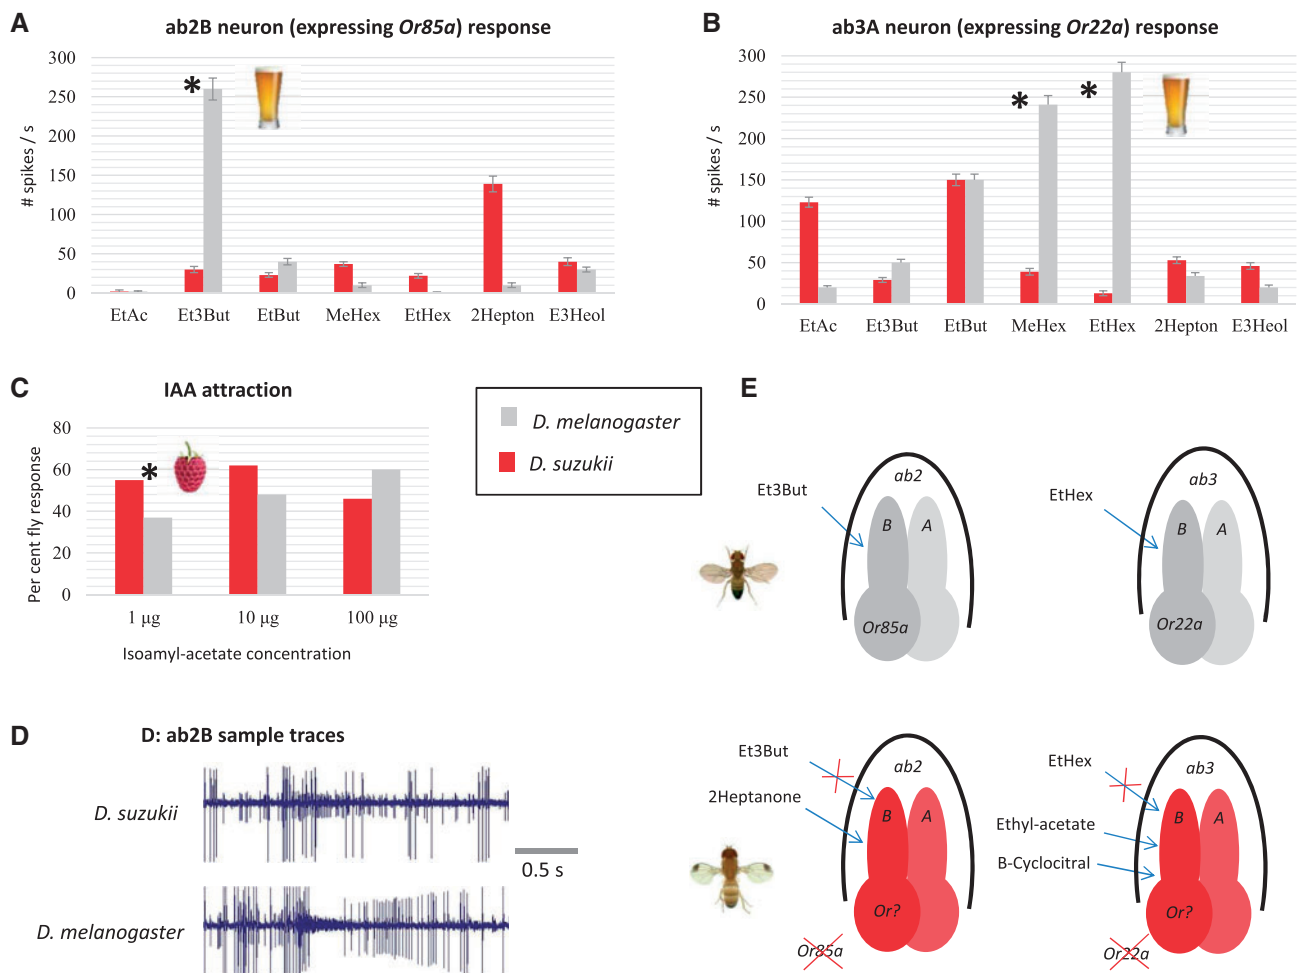 A
ab2B neuron (expressing Or85a) response
# spikes / s
300
250
200
150
100
50
0
*
EtAc Et3But EtBut MeHex EtHex 2Hepton E3Heol
B
ab3A neuron (expressing Or22a) response
# spikes / s
300
250
200
150
100
50
0
* *
EtAc Et3But EtBut MeHex EtHex 2Hepton E3Heol
C
IAA attraction
Per cent fly response
80
60
40
20
0
*
1 µg 10 µg 100 µg
Isoamyl-acetate concentration
D. melanogaster
D. suzukii
D
D: ab2B sample traces
D. suzukii
0.5 s
D. melanogaster
E
ab2
Et3But
B A
Or85a
ab3
EtHex
B A
Or22a
Et3But
ab2
2Heptanone
B A
Or?
Or85a
EtHex
ab3
Ethyl-acetate
B A
B-Cyclocitral
Or?
Or22a